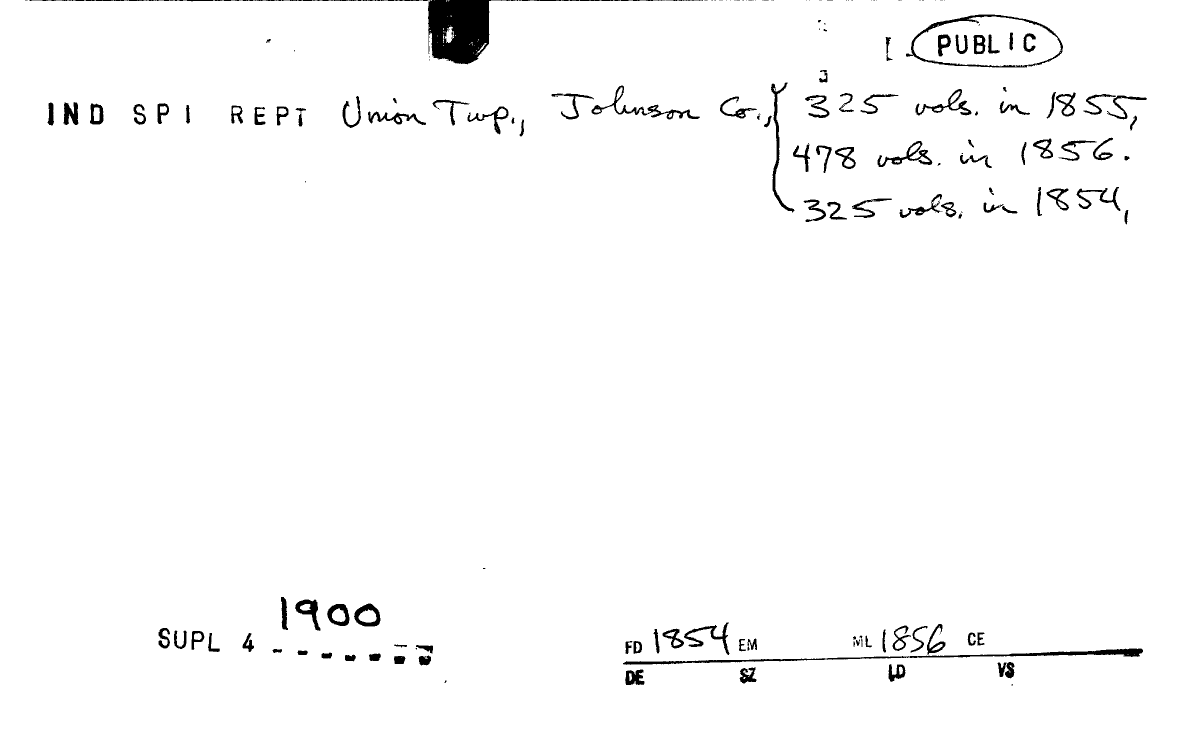 PUBLIC
IND SPI REPT Union Twp., Johnson Co., 325 vols. in 1855,
478 vols. in 1856.
325 vols. in 1854,
1900
SUPL 4
FD 1854 EM ML 1856 CE
DE SZ LD VS